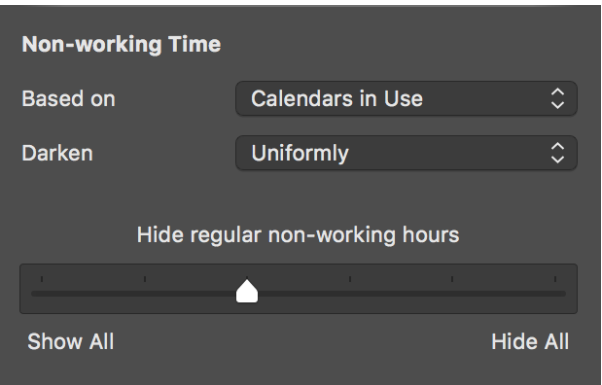 Non-working Time
Based on Calendars in Use
Darken Uniformly
Hide regular non-working hours
Show All Hide All